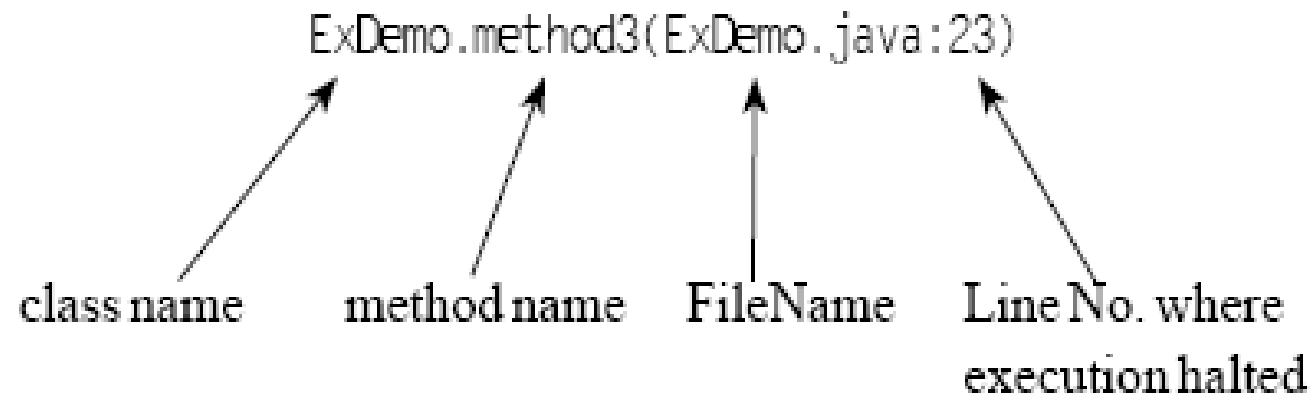 ExDemo.method3(ExDemo.java:23)
class name
method name
FileName
Line No. where
execution halted